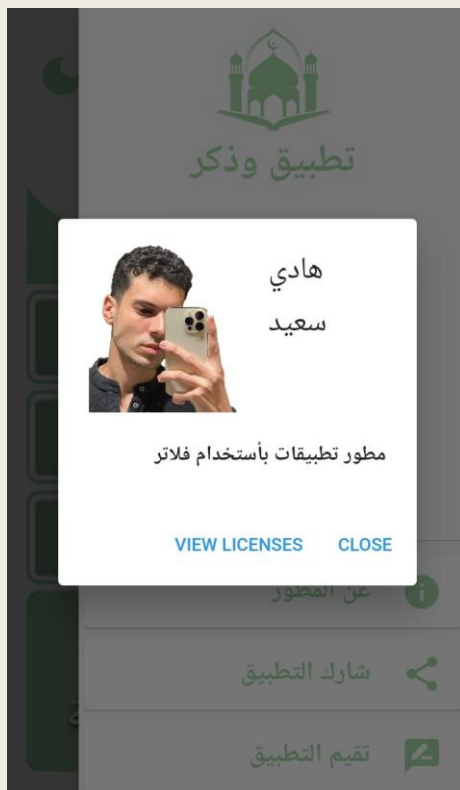 تطبيق وذكر
هادي
سعيد
مطور تطبيقات بأستخدام فلاتر
VIEW LICENSES CLOSE
عن المطور
شارك التطبيق
تقيم التطبيق